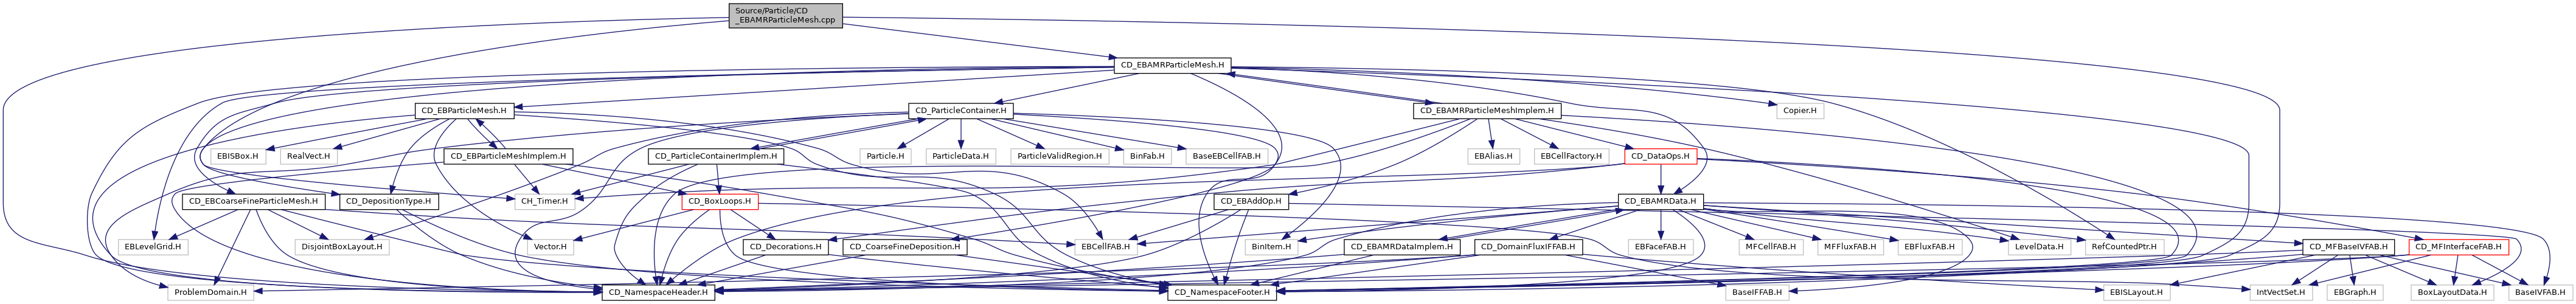 Source/Particle/CD
_EBAMRParticleMesh.cpp
CD_EBAMRParticleMesh.H
CD_EBParticleMesh.H
CD_ParticleContainer.H
CD_EBAMRParticleMeshImplem.H
Copier.H
EBISBox.H
RealVect.H
CD_EBParticleMeshImplem.H
CD_ParticleContainerImplem.H
Particle.H
ParticleData.H
ParticleValidRegion.H
BinFab.H
BaseEBCellFAB.H
EBAlias.H
EBCellFactory.H
CD_DataOps.H
CD_EBCoarseFineParticleMesh.H
CD_DepositionType.H
CH_Timer.H
CD_BoxLoops.H
CD_EBAddOp.H
CD_EBAMRData.H
EBLevelGrid.H
DisjointBoxLayout.H
Vector.H
CD_Decorations.H
CD_CoarseFineDeposition.H
EBCellFAB.H
BinItem.H
CD_EBAMRDataImplem.H
CD_DomainFluxIFFAB.H
EBFaceFAB.H
MFCellFAB.H
MFFluxFAB.H
EBFluxFAB.H
LevelData.H
RefCountedPtr.H
CD_MFBaseIVFAB.H
CD_MFInterfaceFAB.H
ProblemDomain.H
CD_NamespaceHeader.H
CD_NamespaceFooter.H
BaseIFFAB.H
EBISLayout.H
IntVectSet.H
EBGraph.H
BoxLayoutData.H
BaseIVFAB.H